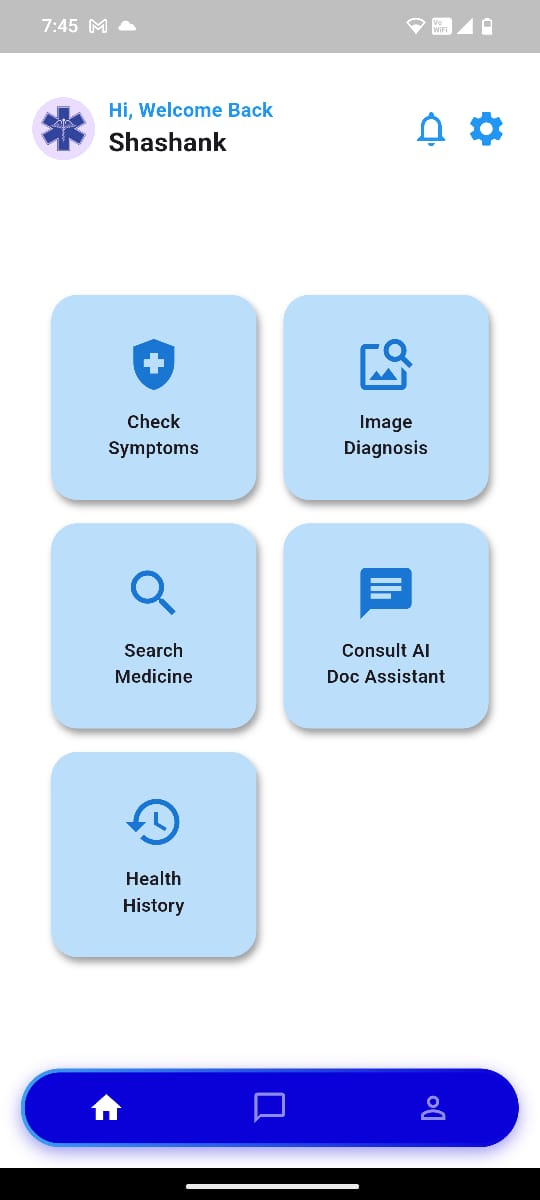 7:45
Vo
WiFi
Hi, Welcome Back
Shashank
Check
Symptoms
Image
Diagnosis
Search
Medicine
Consult AI
Doc Assistant
Health
History